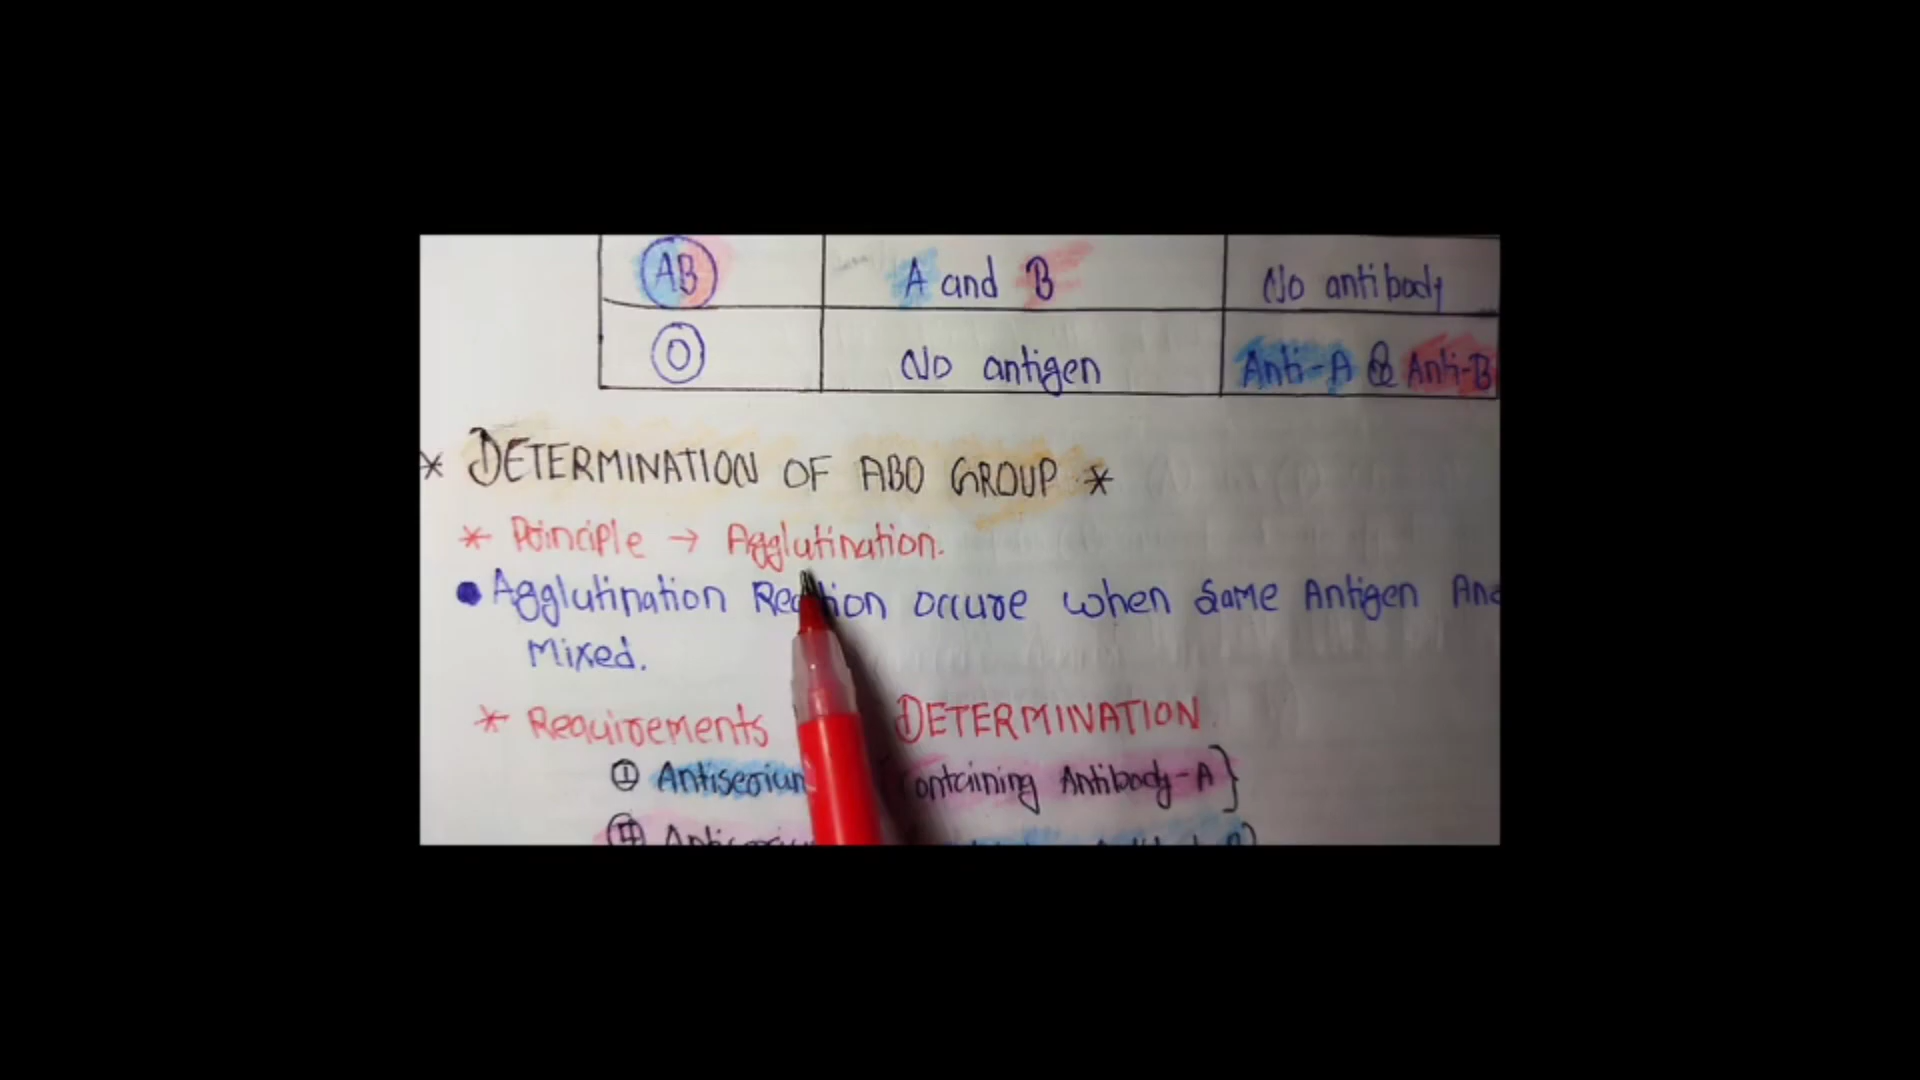 AB A and B No antibody
O No antigen Anti-A & Anti-B
* DETERMINATION OF ABO GROUP *
* Principle → Agglutination.
• Agglutination Reaction occure when Same Antigen And
Mixed.
* Requirements DETERMINATION
① Antiserium containing Antibody-A}